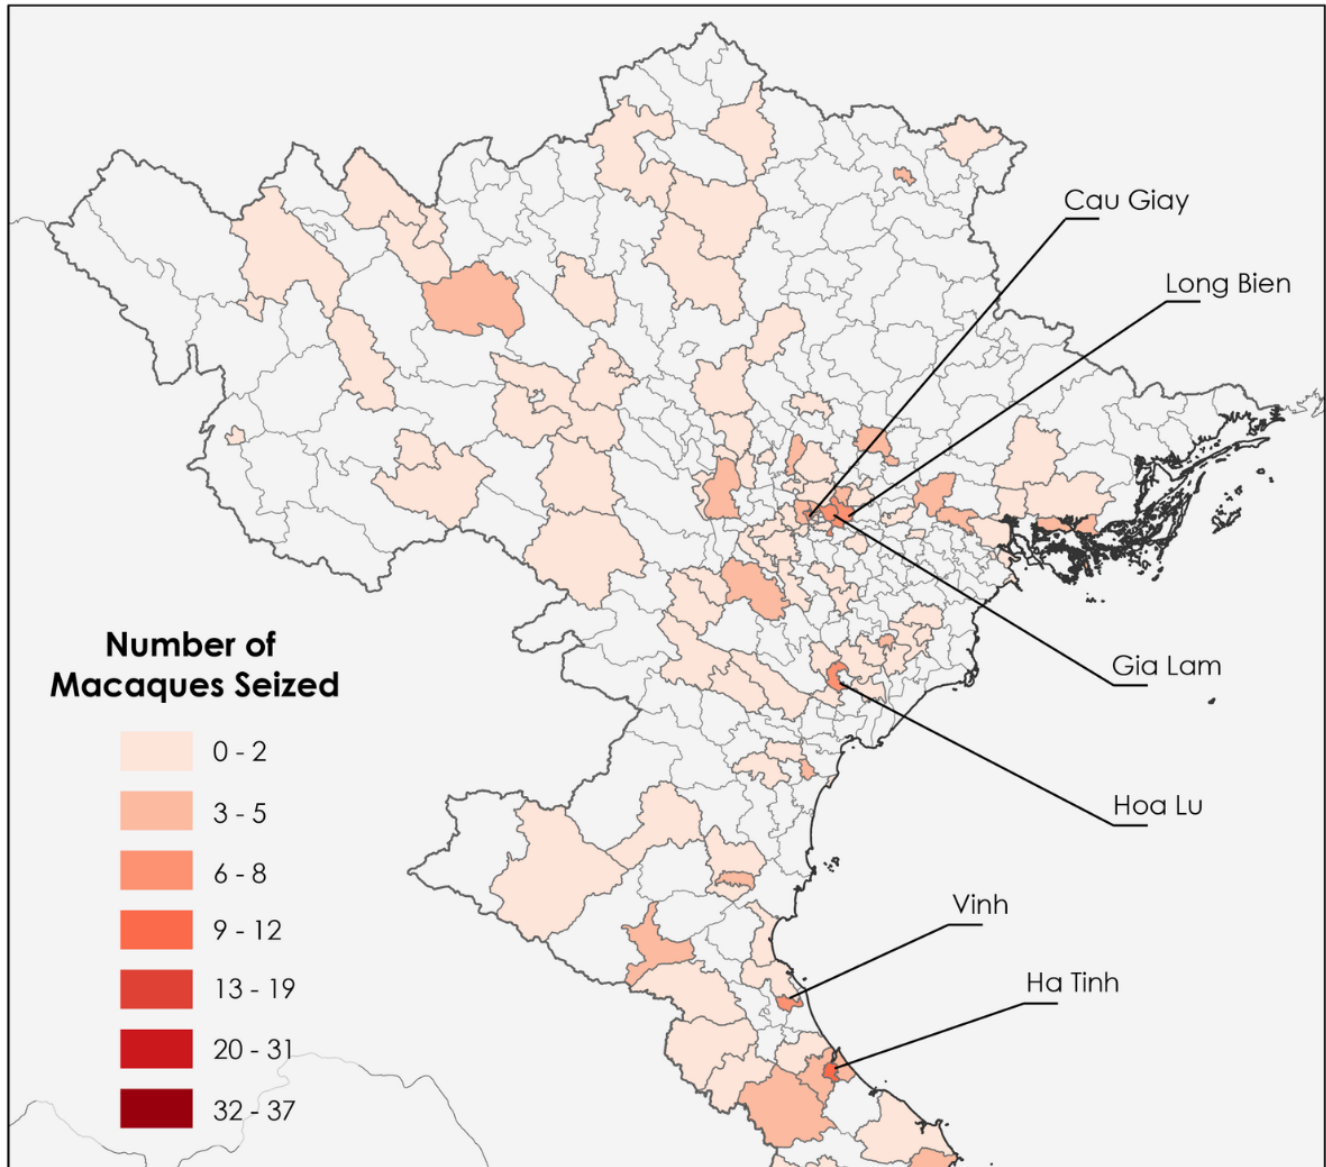 Cau Giay
Long Bien
Number of
Macaques Seized
Gia Lam
0 - 2
3 - 5
Hoa Lu
6 - 8
Vinh
9 - 12
Ha Tinh
13 - 19
20 - 31
32 - 37